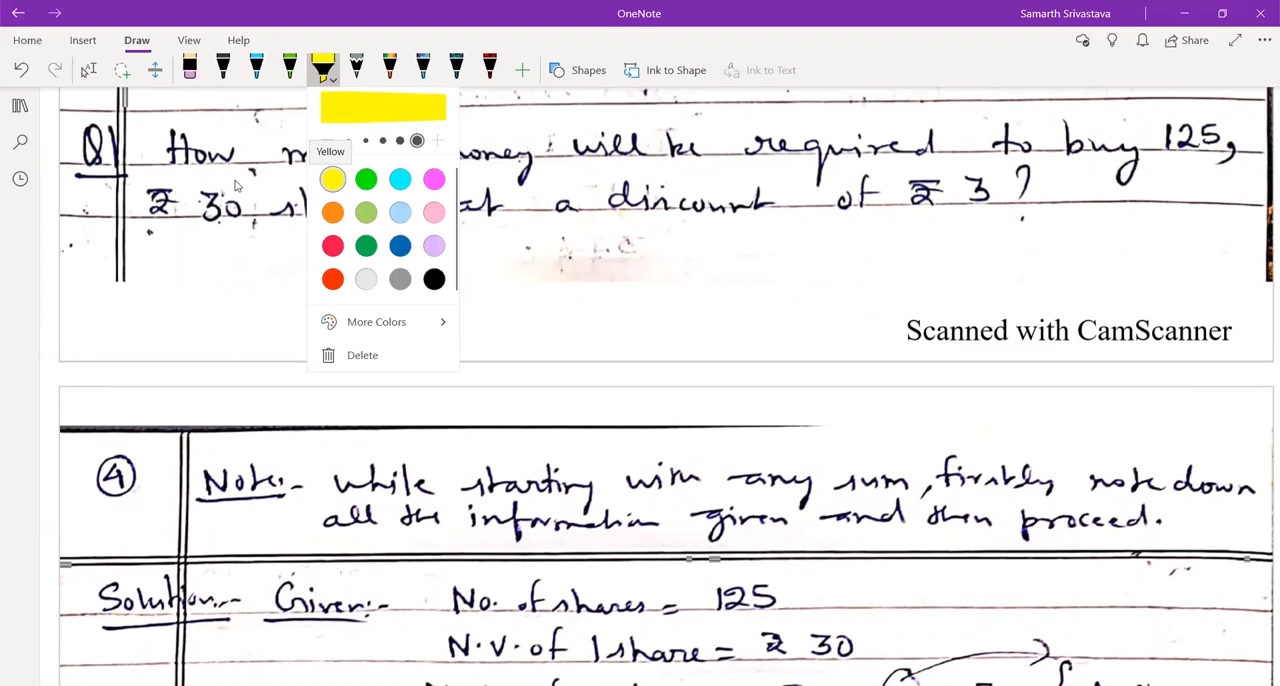 OneNote
Samarth Srivastava
Home Insert Draw View Help
Share
Shapes
Ink to Shape
Ink to Text
Yellow
More Colors
Delete
Q1 How money will be required to buy 125,
₹ 30 at a discount of ₹ 3?
Scanned with CamScanner
4 Note:- while starting with any sum, firstly note down
all the information given and then proceed.
Solution:- Given:- No. of shares = 125
N.V. of 1 share = ₹ 30